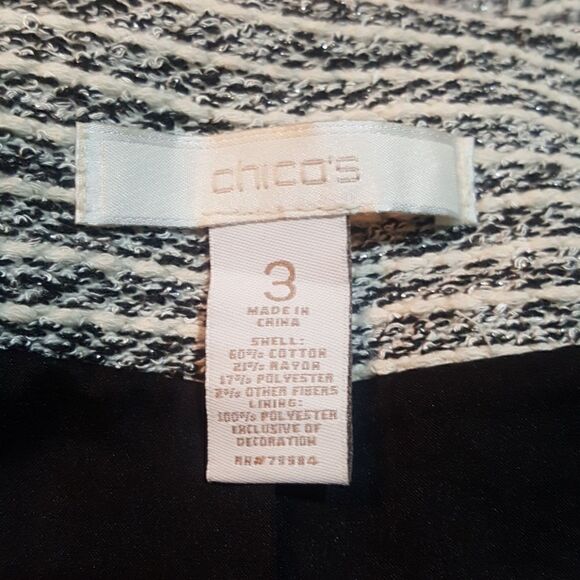 chico's
3
MADE IN
CHINA
SHELL:
60% COTTON
21% RAYON
17% POLYESTER
2% OTHER FIBERS
LINING:
100% POLYESTER
EXCLUSIVE OF
DECORATION
RN#79984